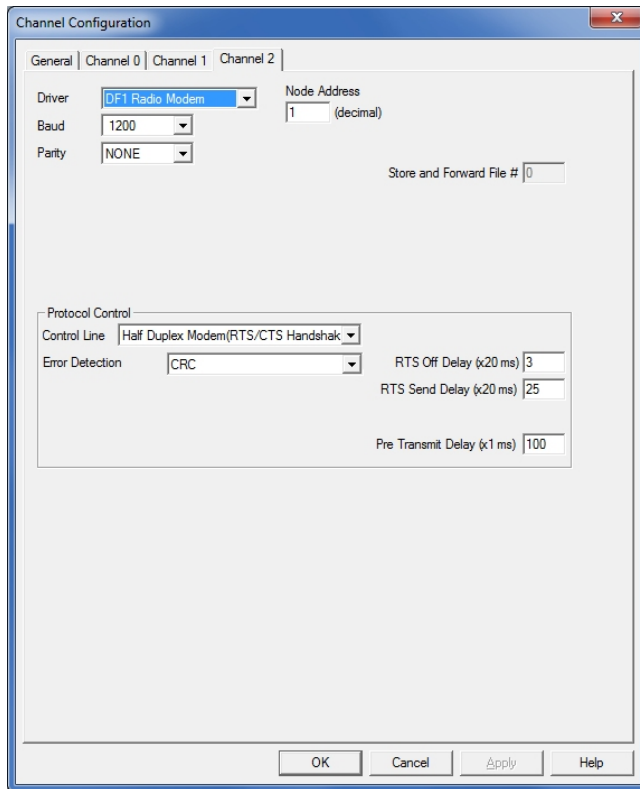 Channel Configuration
General Channel 0 Channel 1 Channel 2
Driver DF1 Radio Modem
Node Address
1 (decimal)
Baud 1200
Parity NONE
Store and Forward File # 0
Protocol Control
Control Line Half Duplex Modem(RTS/CTS Handshak
Error Detection CRC
RTS Off Delay (x20 ms) 3
RTS Send Delay (x20 ms) 25
Pre Transmit Delay (x1 ms) 100
OK Cancel Apply Help